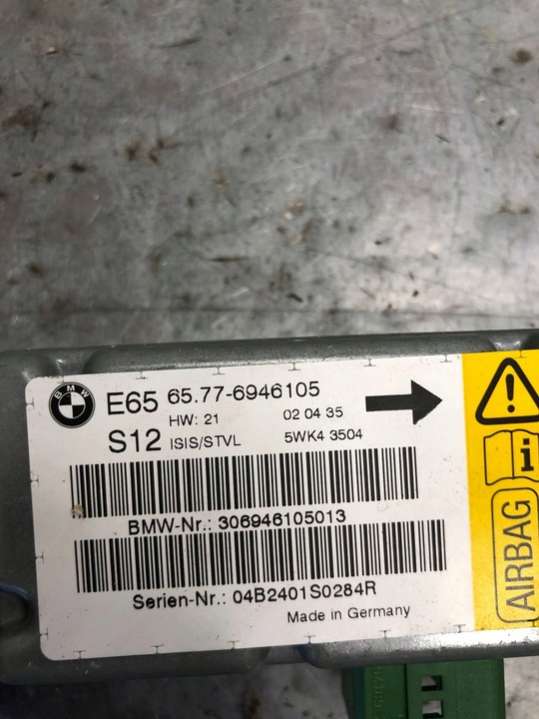 BMW
E65 65.77-6946105
HW: 21 02 04 35
S12 ISIS/STVL 5WK4 3504
BMW-Nr.: 306946105013
Serien-Nr.: 04B2401S0284R
Made in Germany
! i
AIRBAG